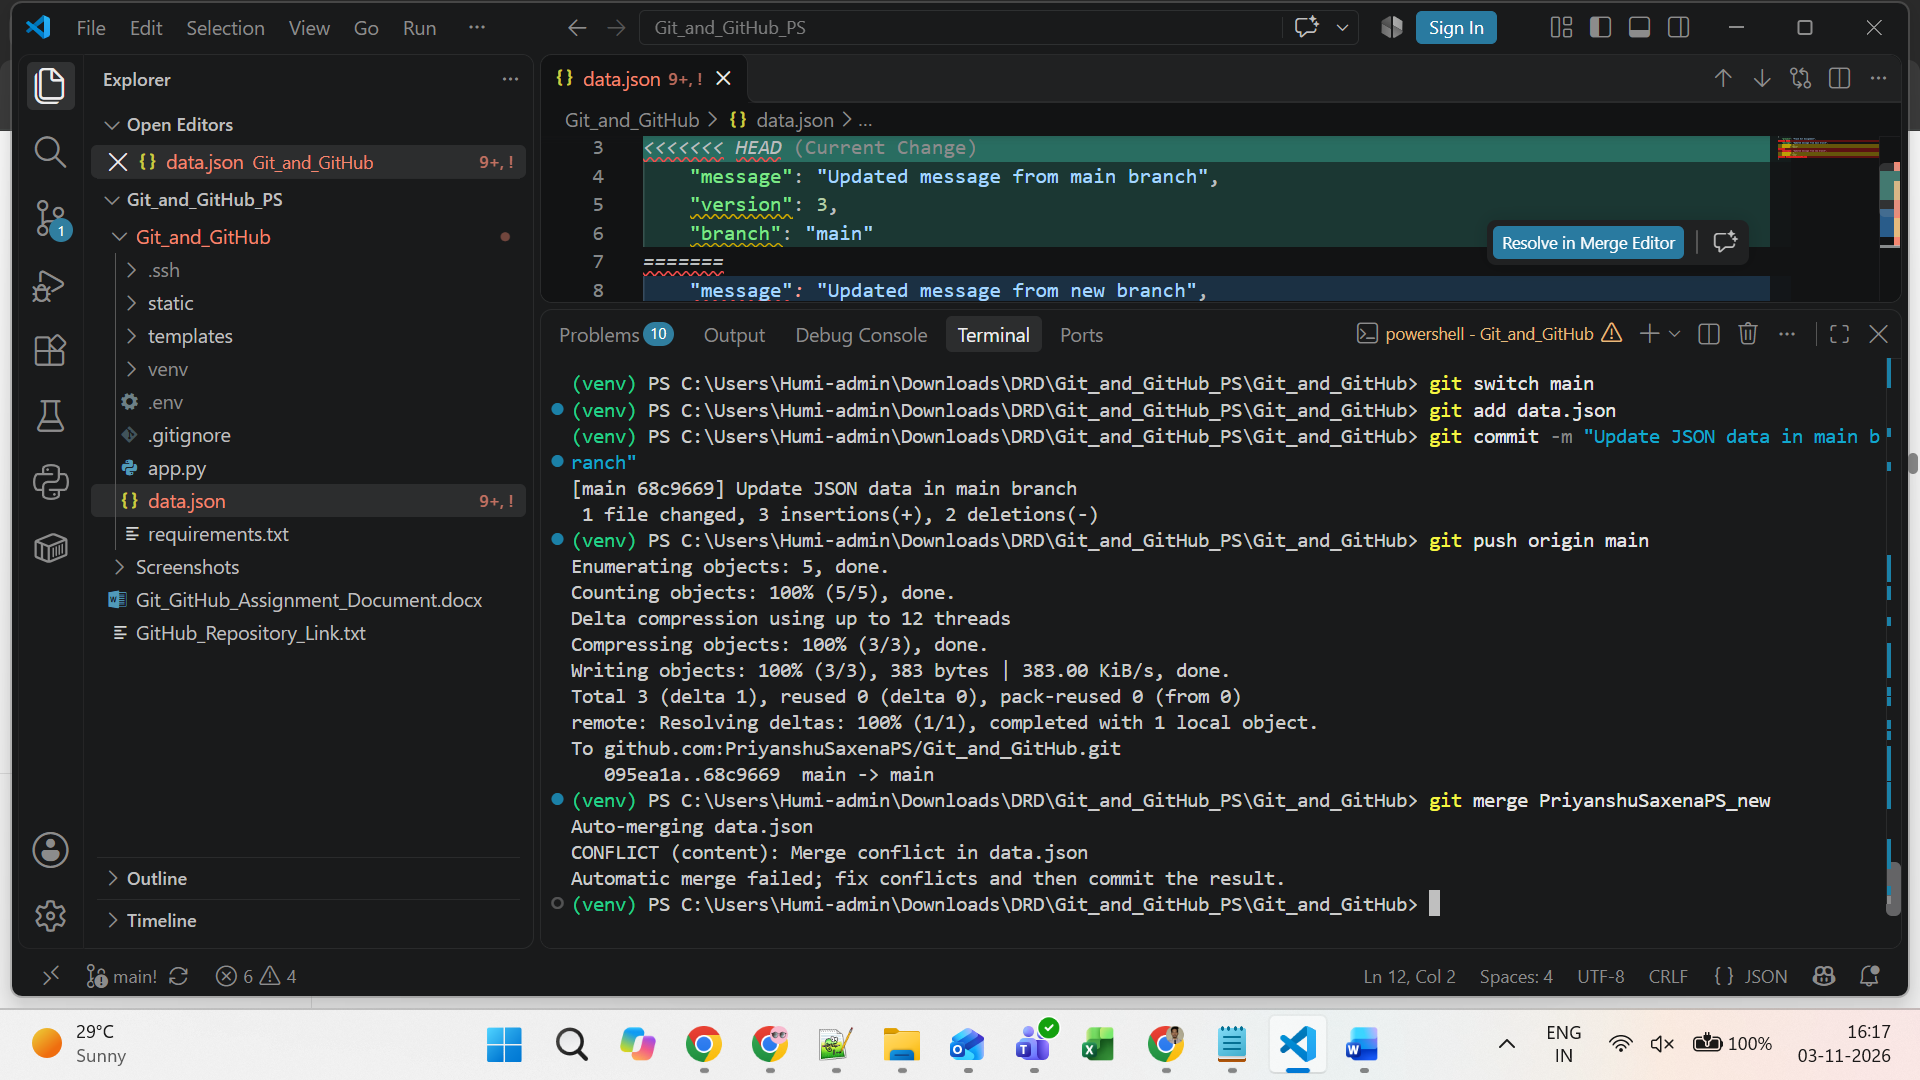 File Edit Selection View Go Run ··· Git_and_GitHub_PS Sign In
Explorer
Open Editors
data.json Git_and_GitHub 9+, !
Git_and_GitHub_PS
Git_and_GitHub
.ssh
static
templates
venv
.env
.gitignore
app.py
data.json 9+, !
requirements.txt
Screenshots
Git_GitHub_Assignment_Document.docx
GitHub_Repository_Link.txt
Outline
Timeline
1
{} data.json 9+, !
Git_and_GitHub > {} data.json > ...
3 <<<<<<< HEAD (Current Change)
4 "message": "Updated message from main branch",
5 "version": 3,
6 "branch": "main"
7 =======
8 "message": "Updated message from new branch",
Resolve in Merge Editor
Problems 10 Output Debug Console Terminal Ports powershell - Git_and_GitHub
(venv) PS C:\Users\Humi-admin\Downloads\DRD\Git_and_GitHub_PS\Git_and_GitHub> git switch main
(venv) PS C:\Users\Humi-admin\Downloads\DRD\Git_and_GitHub_PS\Git_and_GitHub> git add data.json
(venv) PS C:\Users\Humi-admin\Downloads\DRD\Git_and_GitHub_PS\Git_and_GitHub> git commit -m "Update JSON data in main b
ranch"
[main 68c9669] Update JSON data in main branch
1 file changed, 3 insertions(+), 2 deletions(-)
(venv) PS C:\Users\Humi-admin\Downloads\DRD\Git_and_GitHub_PS\Git_and_GitHub> git push origin main
Enumerating objects: 5, done.
Counting objects: 100% (5/5), done.
Delta compression using up to 12 threads
Compressing objects: 100% (3/3), done.
Writing objects: 100% (3/3), 383 bytes | 383.00 KiB/s, done.
Total 3 (delta 1), reused 0 (delta 0), pack-reused 0 (from 0)
remote: Resolving deltas: 100% (1/1), completed with 1 local object.
To github.com:PriyanshuSaxenaPS/Git_and_GitHub.git
095ea1a..68c9669 main -> main
(venv) PS C:\Users\Humi-admin\Downloads\DRD\Git_and_GitHub_PS\Git_and_GitHub> git merge PriyanshuSaxenaPS_new
Auto-merging data.json
CONFLICT (content): Merge conflict in data.json
Automatic merge failed; fix conflicts and then commit the result.
(venv) PS C:\Users\Humi-admin\Downloads\DRD\Git_and_GitHub_PS\Git_and_GitHub>
main! 6 4 Ln 12, Col 2 Spaces: 4 UTF-8 CRLF {} JSON
29°C
Sunny
ENG
IN
100%
16:17
03-11-2026